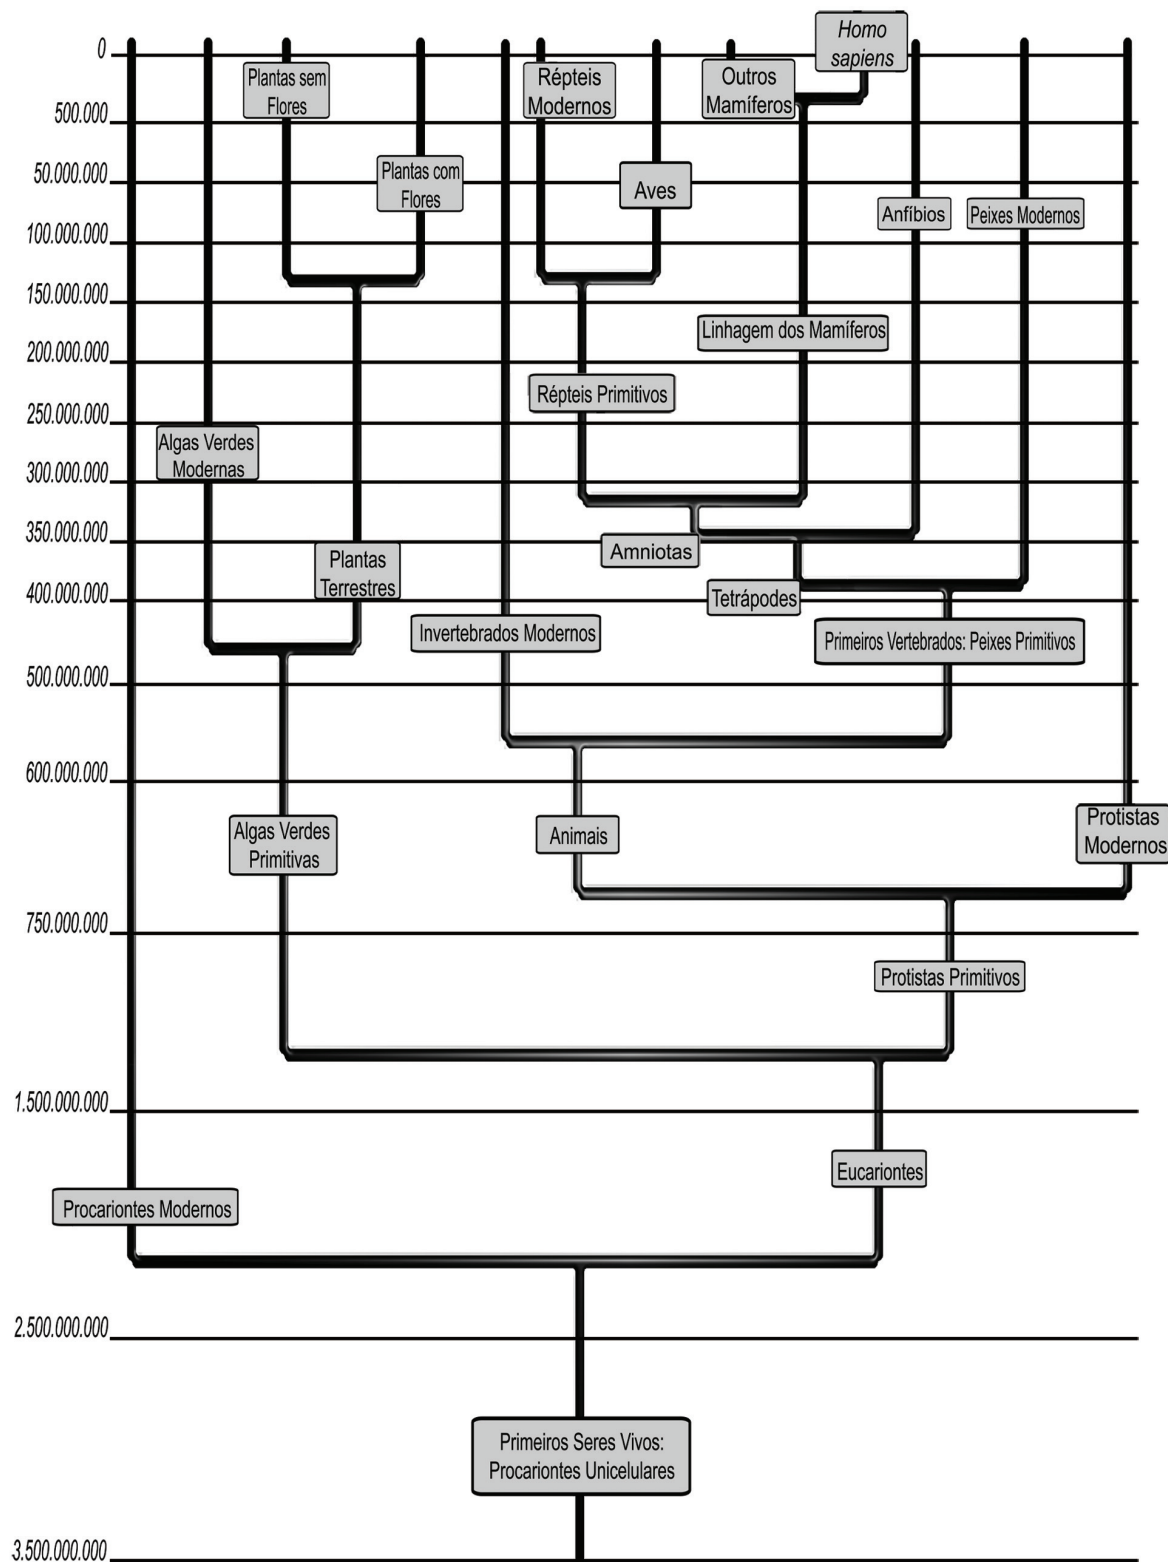 Homo
sapiens
0
Plantas sem
Flores
Répteis
Modernos
Outros
Mamíferos
500.000
Plantas com
Flores
50.000.000
Aves
Anfíbios
Peixes Modernos
100.000.000
150.000.000
Linhagem dos Mamíferos
200.000.000
Répteis Primitivos
250.000.000
Algas Verdes
Modernas
300.000.000
350.000.000
Amniotas
Plantas
Terrestres
400.000.000
Tetrápodes
Invertebrados Modernos
Primeiros Vertebrados: Peixes Primitivos
500.000.000
600.000.000
Algas Verdes
Primitivas
Animais
Protistas
Modernos
750.000.000
Protistas Primitivos
1.500.000.000
Eucariontes
Procariontes Modernos
2.500.000.000
Primeiros Seres Vivos:
Procariontes Unicelulares
3.500.000.000